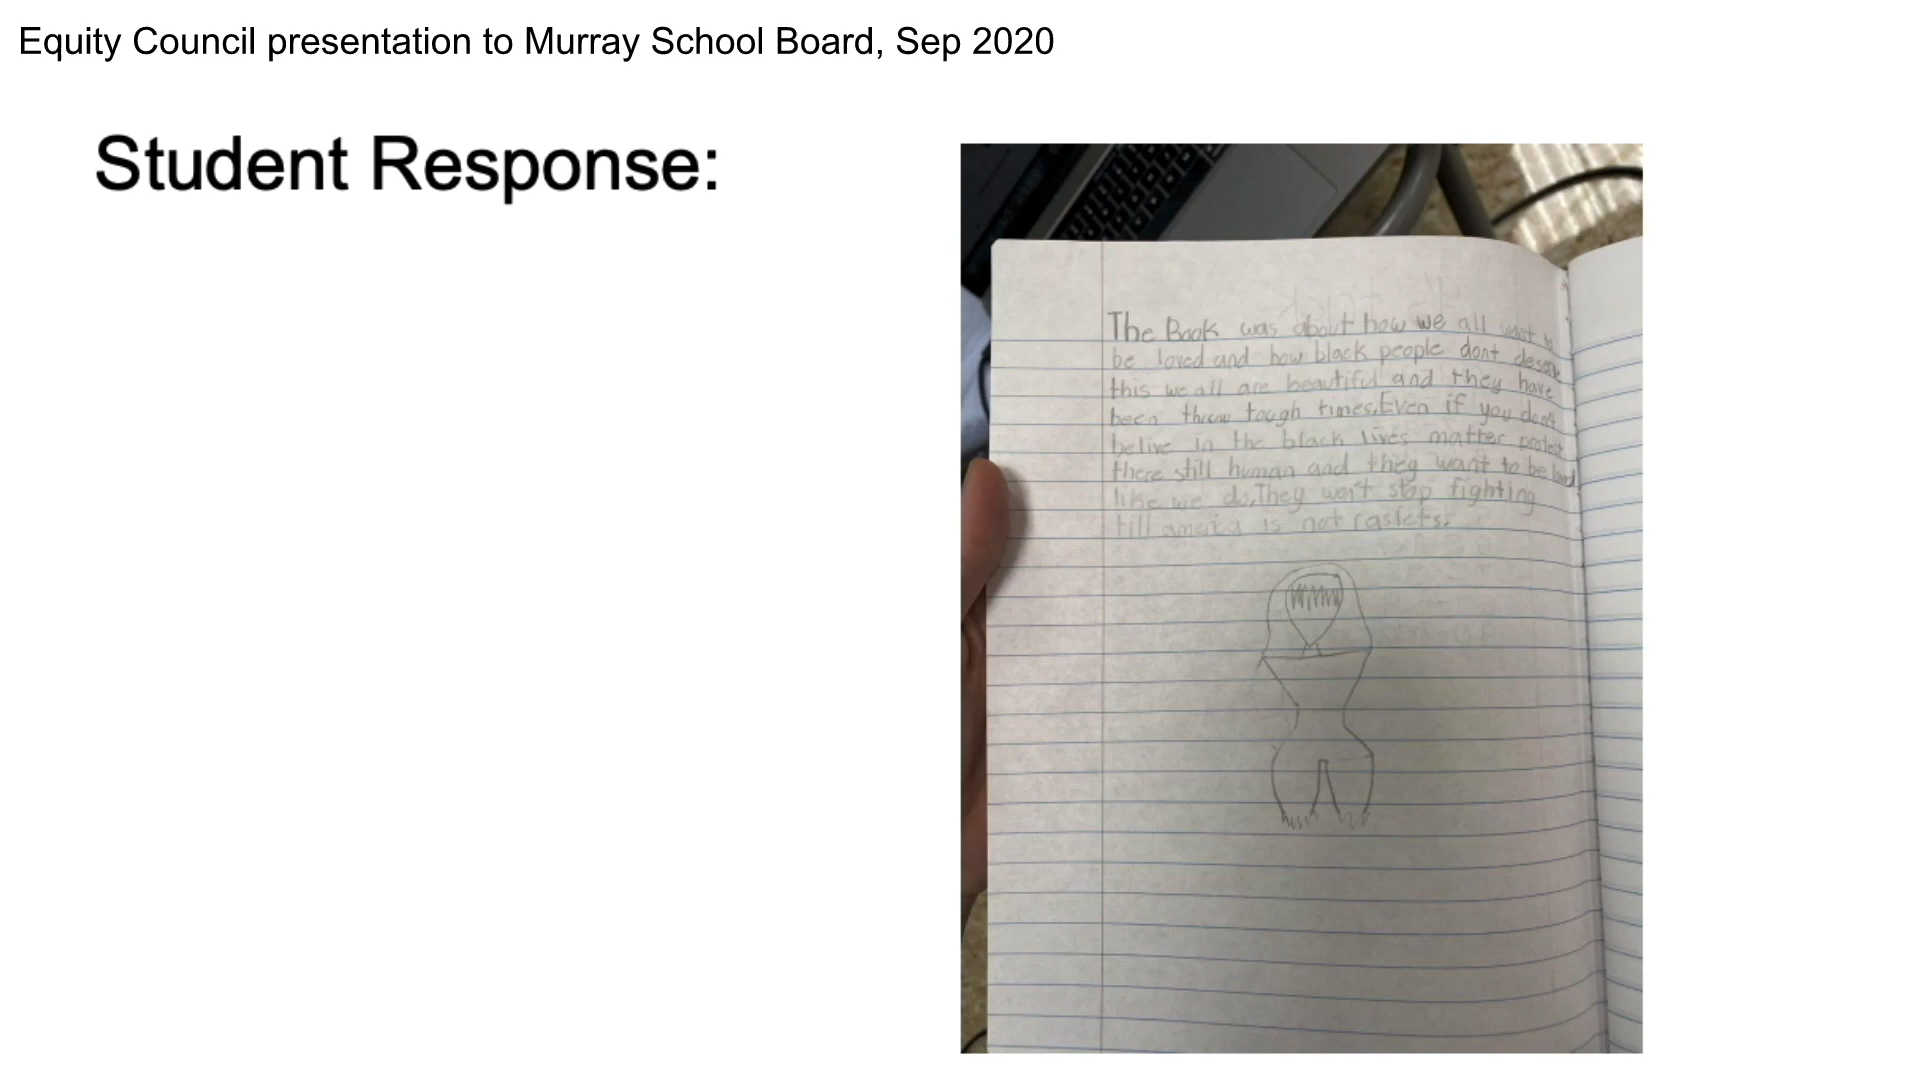 Equity Council presentation to Murray School Board, Sep 2020
Student Response:
The Book was about how we all want to
be loved and how black people dont deserve
this we all are beautiful and they have
been throw tough times. Even if you don't
belive in the black lives matter protest
there still human and they want to be loved
like we do. They won't stop fighting
till ameria is not rasists.